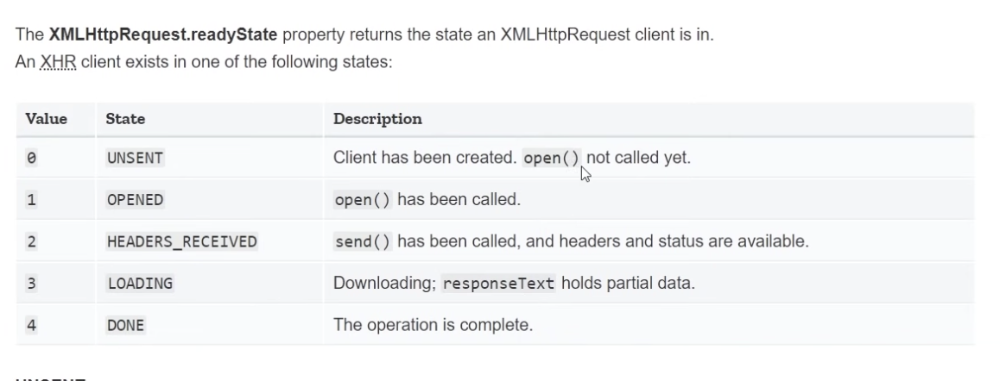 The XMLHttpRequest.readyState property returns the state an XMLHttpRequest client is in.
An XHR client exists in one of the following states:
Value State Description
0 UNSENT Client has been created. open() not called yet.
1 OPENED open() has been called.
2 HEADERS_RECEIVED send() has been called, and headers and status are available.
3 LOADING Downloading; responseText holds partial data.
4 DONE The operation is complete.